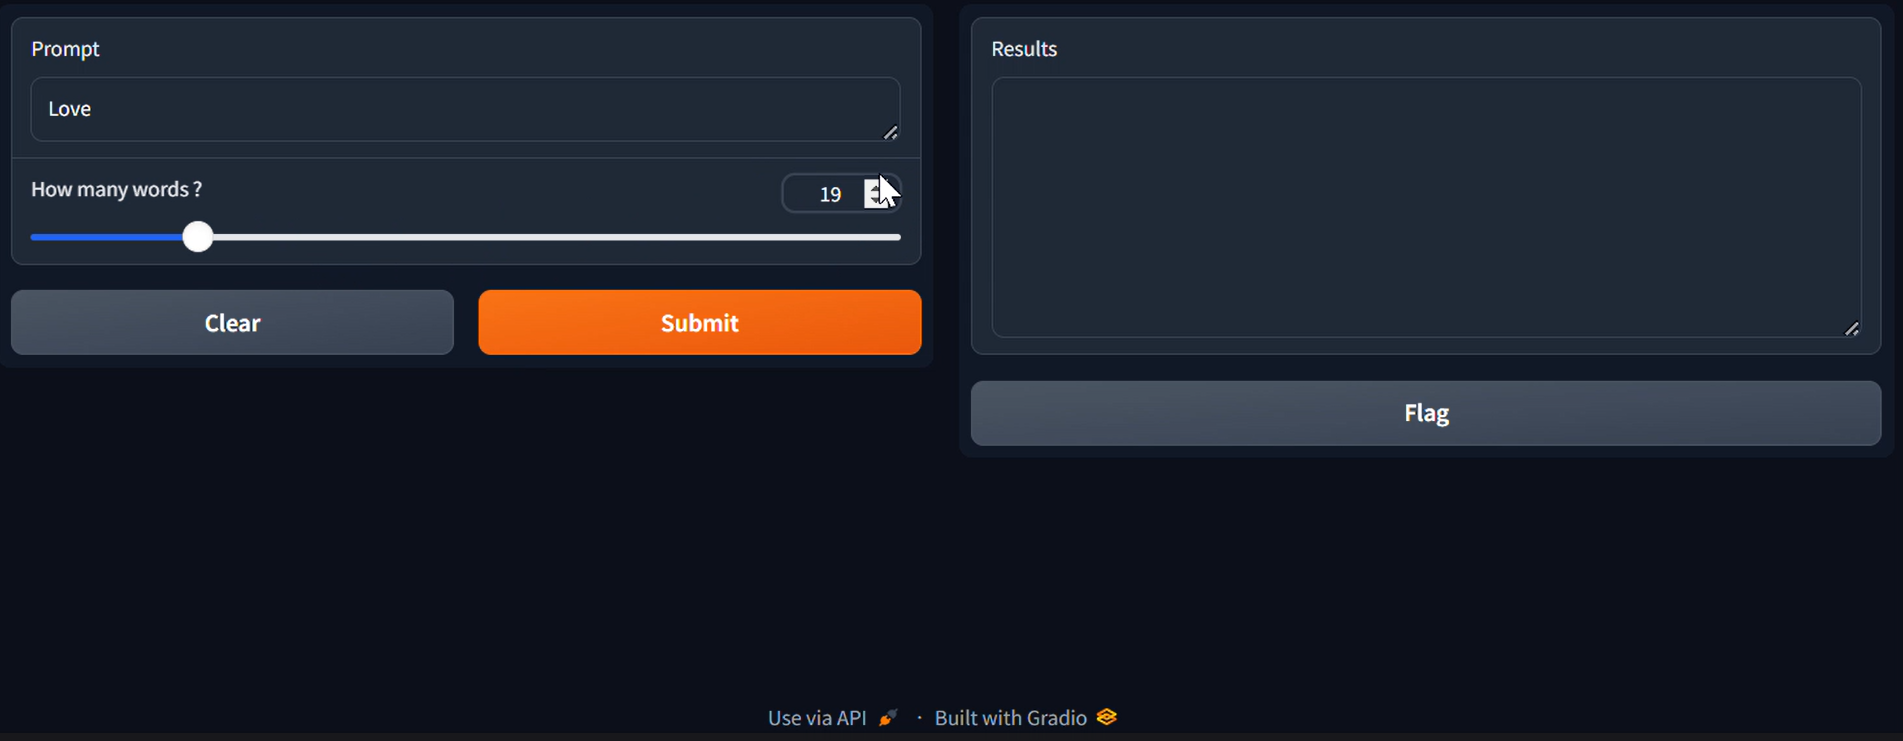 Prompt
Love
How many words ?
19
Clear
Submit
Results
Flag
Use via API · Built with Gradio